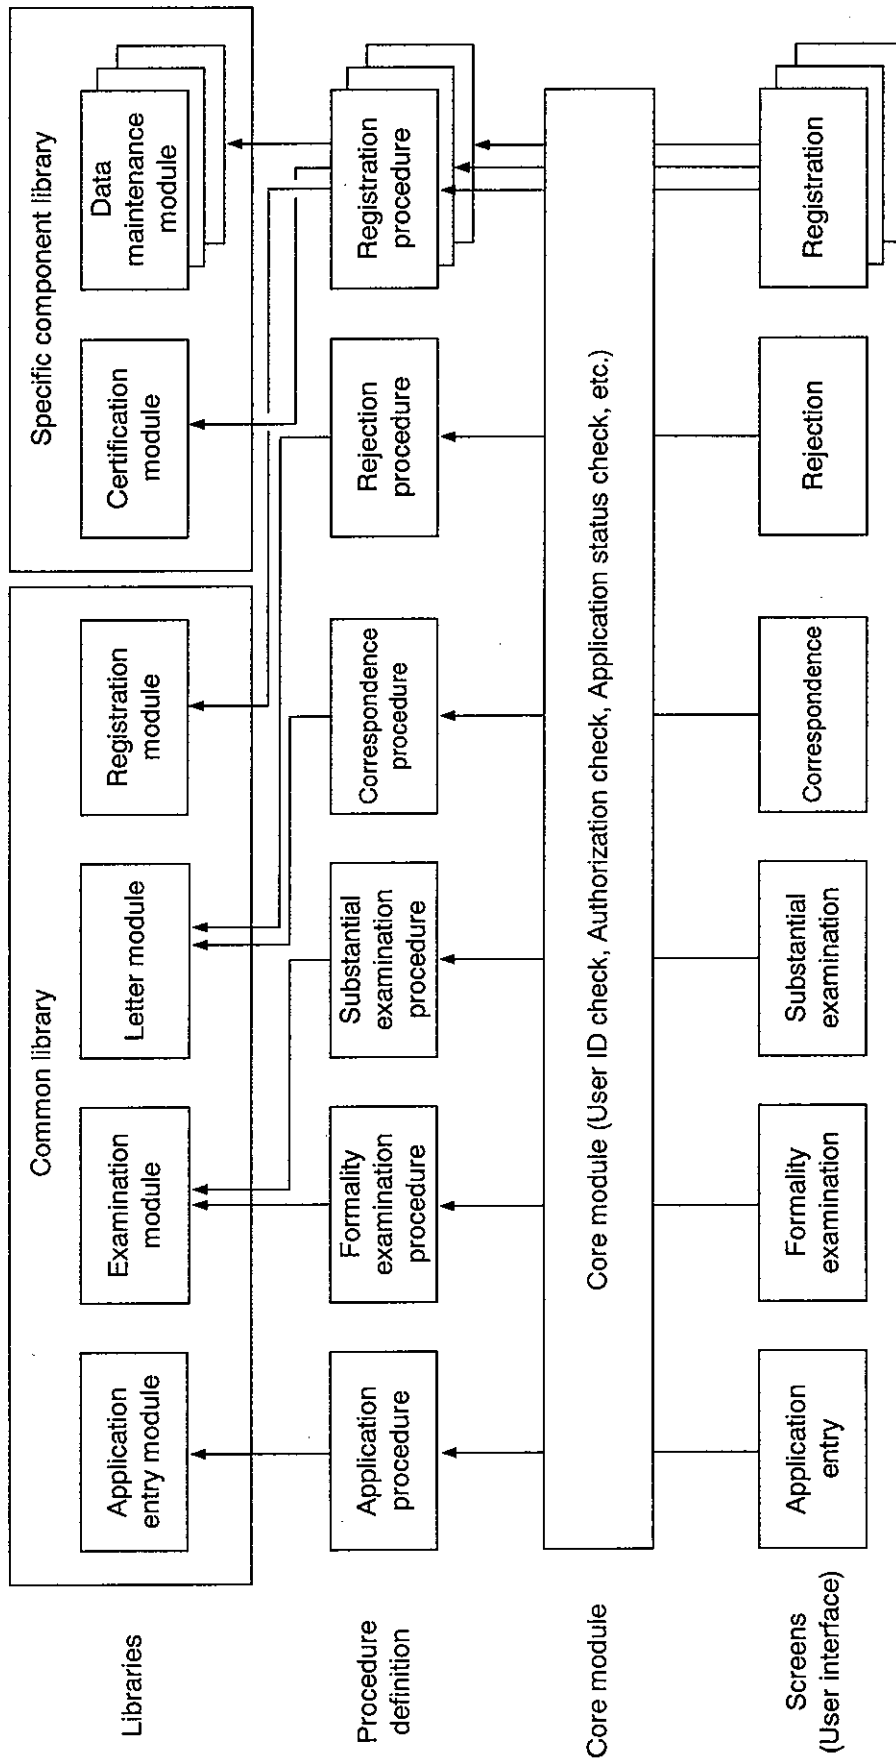 Libraries
Common library
Application
entry module
Examination
module
Letter module
Registration
module
Specific component library
Certification
module
Data
maintenance
module
Procedure
definition
Application
procedure
Formality
examination
procedure
Substantial
examination
procedure
Correspondence
procedure
Rejection
procedure
Registration
procedure
Core module
Core module (User ID check, Authorization check, Application status check, etc.)
Screens
(User interface)
Application
entry
Formality
examination
Substantial
examination
Correspondence
Rejection
Registration